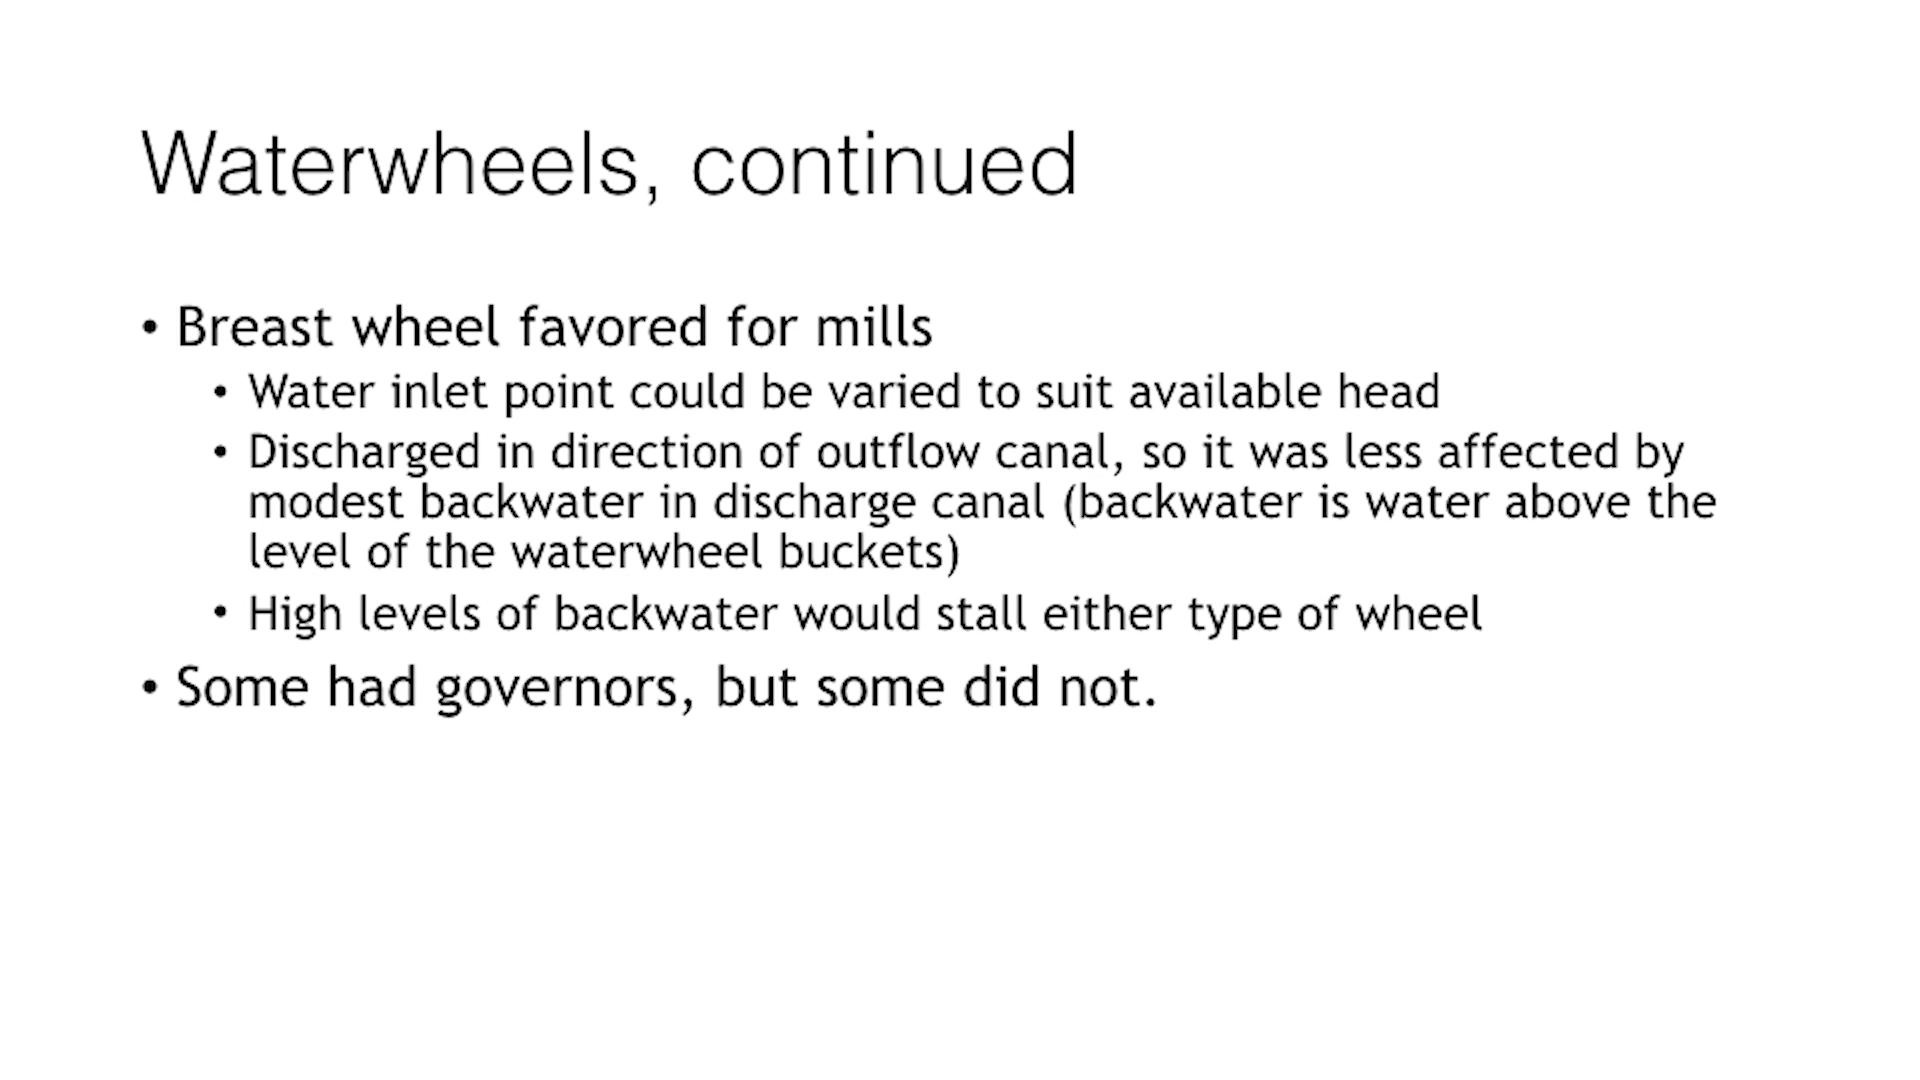 Waterwheels, continued
• Breast wheel favored for mills
• Water inlet point could be varied to suit available head
• Discharged in direction of outflow canal, so it was less affected by
modest backwater in discharge canal (backwater is water above the
level of the waterwheel buckets)
• High levels of backwater would stall either type of wheel
• Some had governors, but some did not.